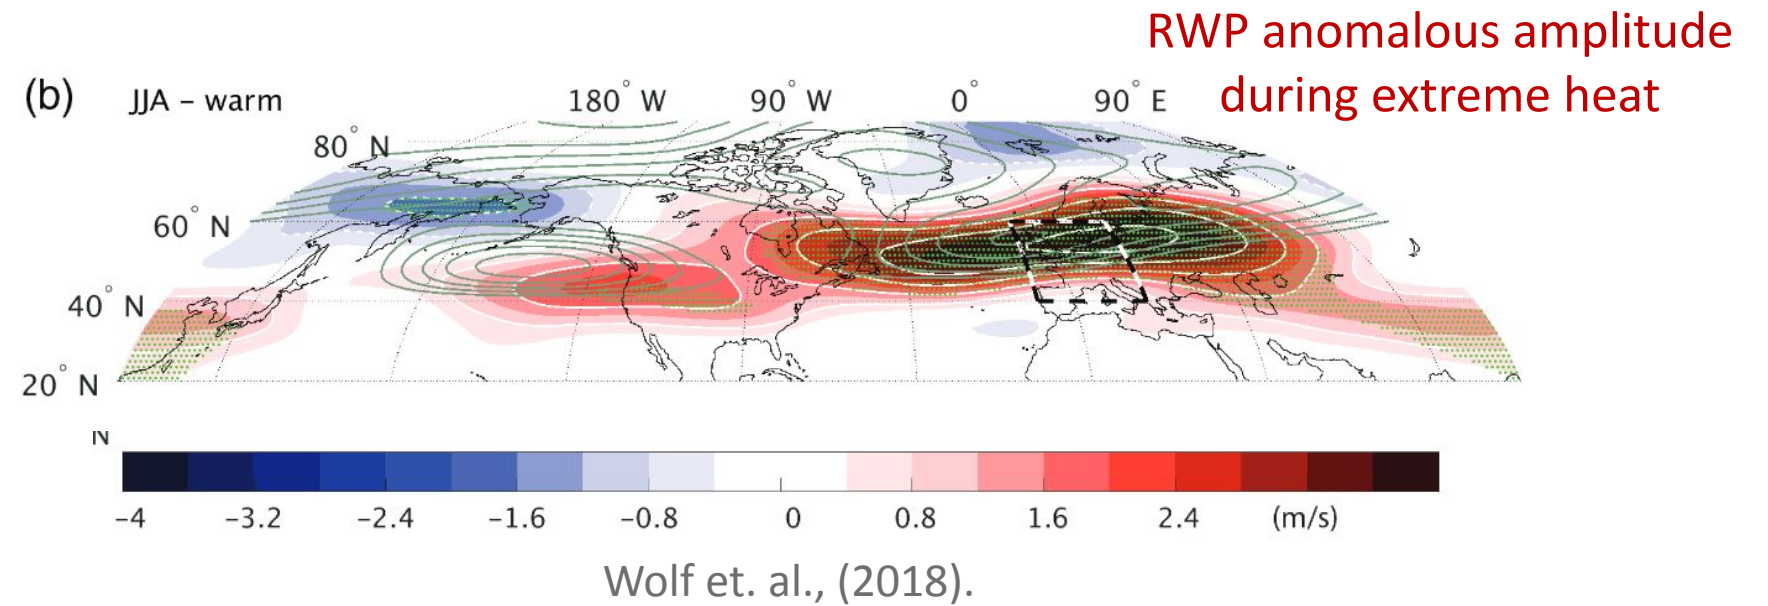 RWP anomalous amplitude
during extreme heat
(b) JJA – warm 180° W 90° W 0° 90° E
80° N
60° N
40° N
20° N
N
−4 −3.2 −2.4 −1.6 −0.8 0 0.8 1.6 2.4 (m/s)
Wolf et. al., (2018).